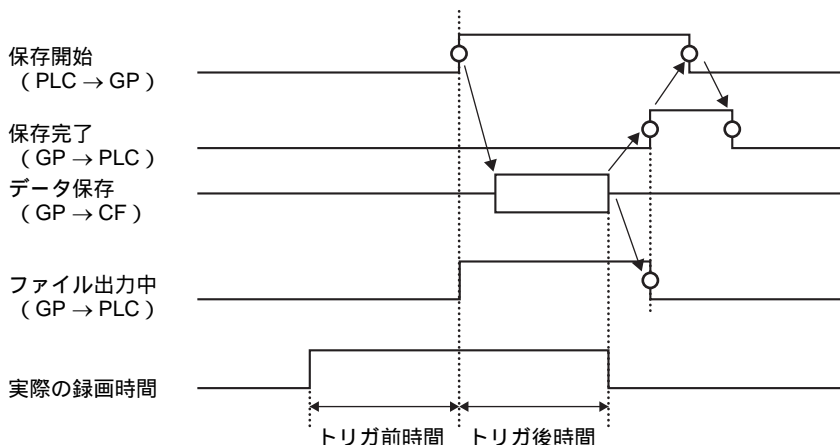 保存開始
（PLC→GP）
保存完了
（GP→PLC）
データ保存
（GP→CF）
ファイル出力中
（GP→PLC）
実際の録画時間
トリガ前時間 トリガ後時間